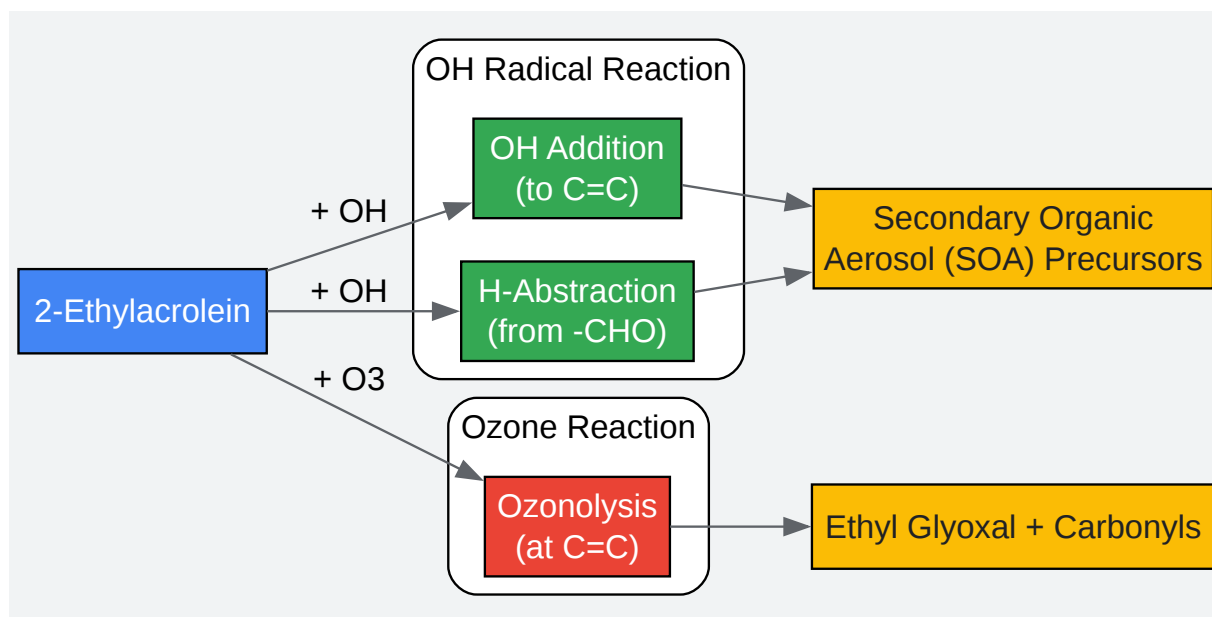 OH Radical Reaction
OH Addition
(to C=C)
+ OH
Secondary Organic
Aerosol (SOA) Precursors
2-Ethylacrolein
+ OH
H-Abstraction
(from -CHO)
+ O3
Ozone Reaction
Ozonolysis
(at C=C)
Ethyl Glyoxal + Carbonyls